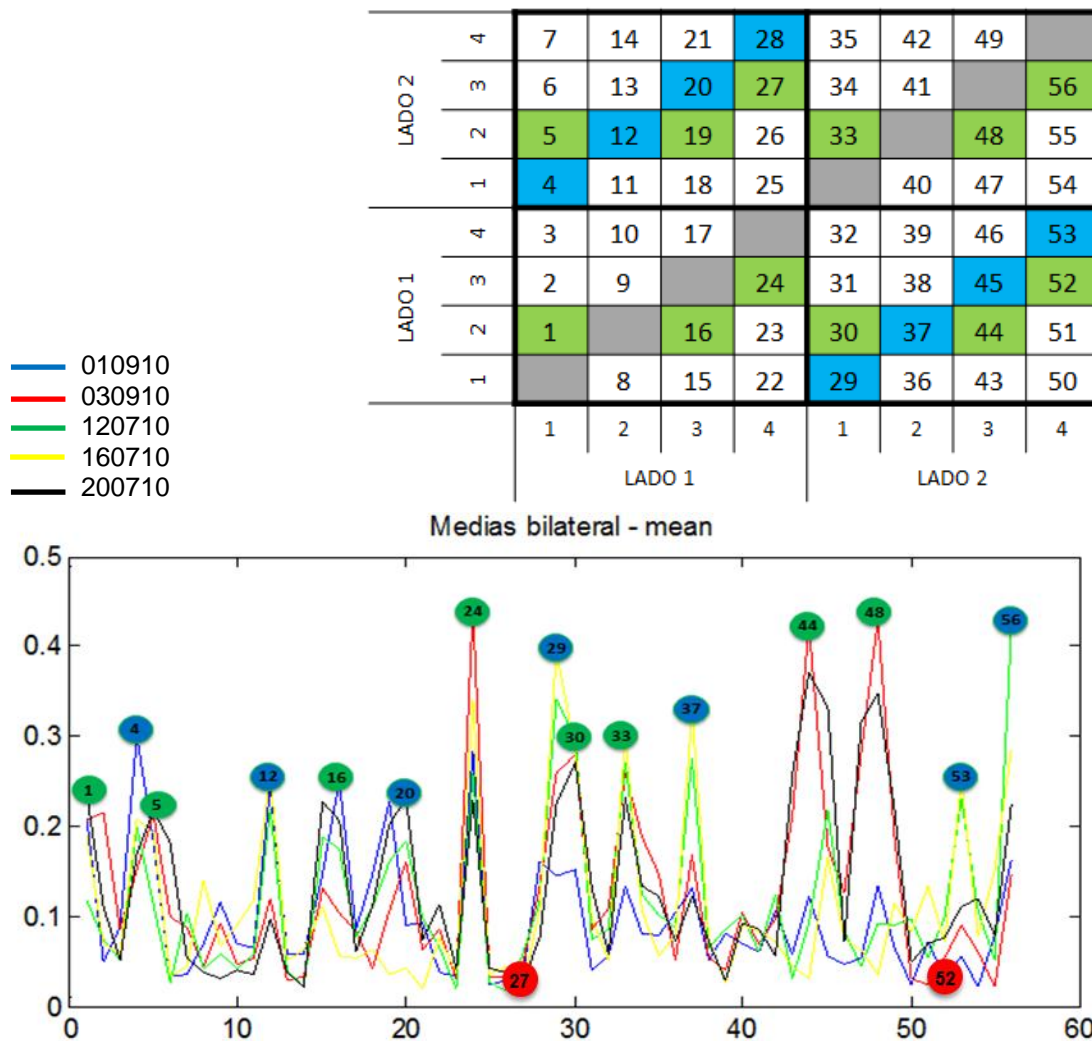 LADO 2
4 7 14 21 28 35 42 49
3 6 13 20 27 34 41 56
2 5 12 19 26 33 48 55
1 4 11 18 25 40 47 54
LADO 1
4 3 10 17 32 39 46 53
3 2 9 24 31 38 45 52
2 1 16 23 30 37 44 51
1 8 15 22 29 36 43 50
1 2 3 4 1 2 3 4
LADO 1 LADO 2
010910
030910
120710
160710
200710
Medias bilateral - mean
0.5
0.4
0.3
0.2
0.1
0
1
4
5
12
16
20
24
27
29
30
33
37
44
48
52
53
56
0 10 20 30 40 50 60